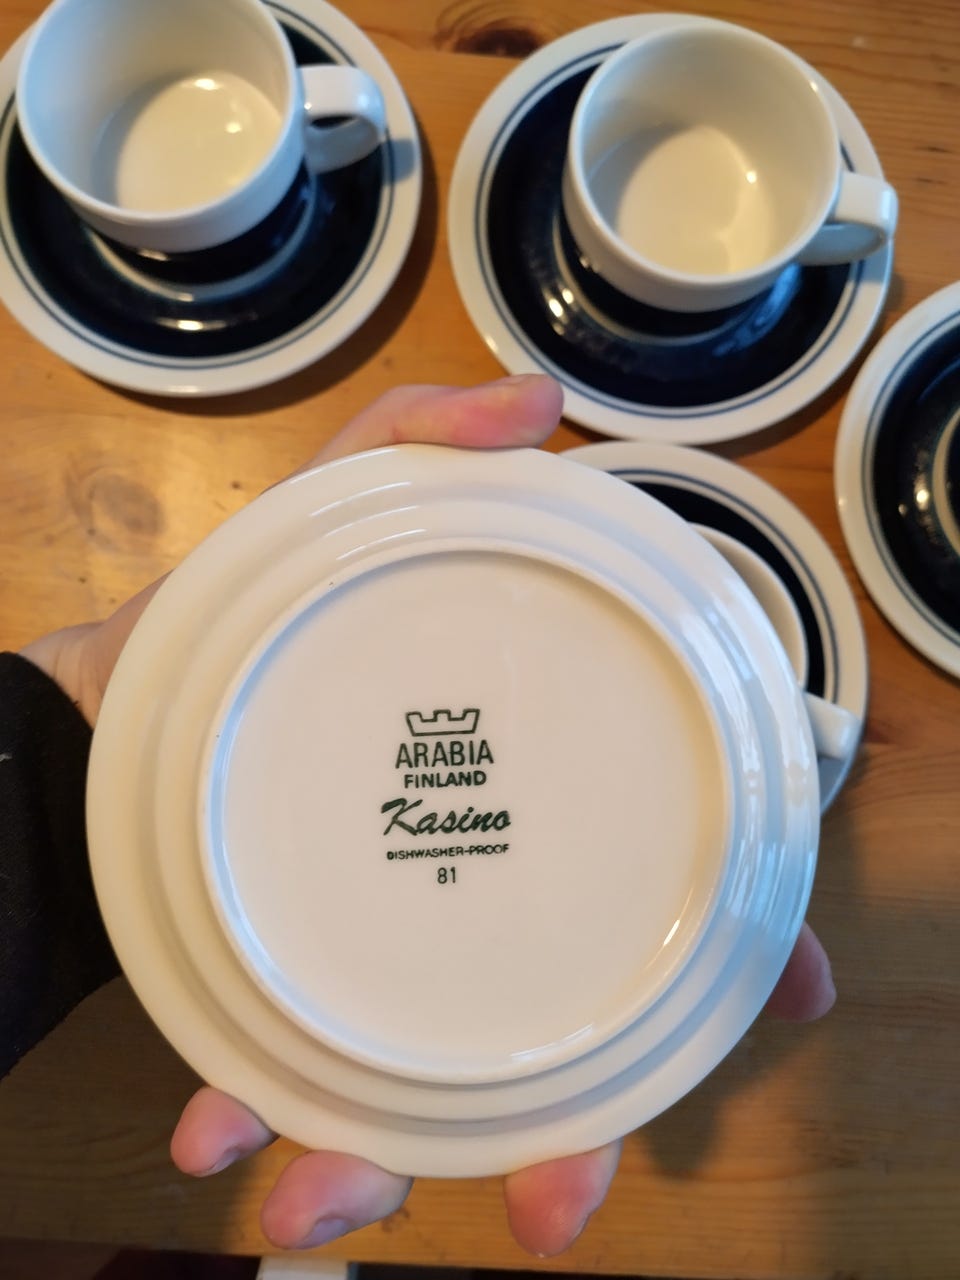 ARABIA
FINLAND
Kasino
DISHWASHER-PROOF
81